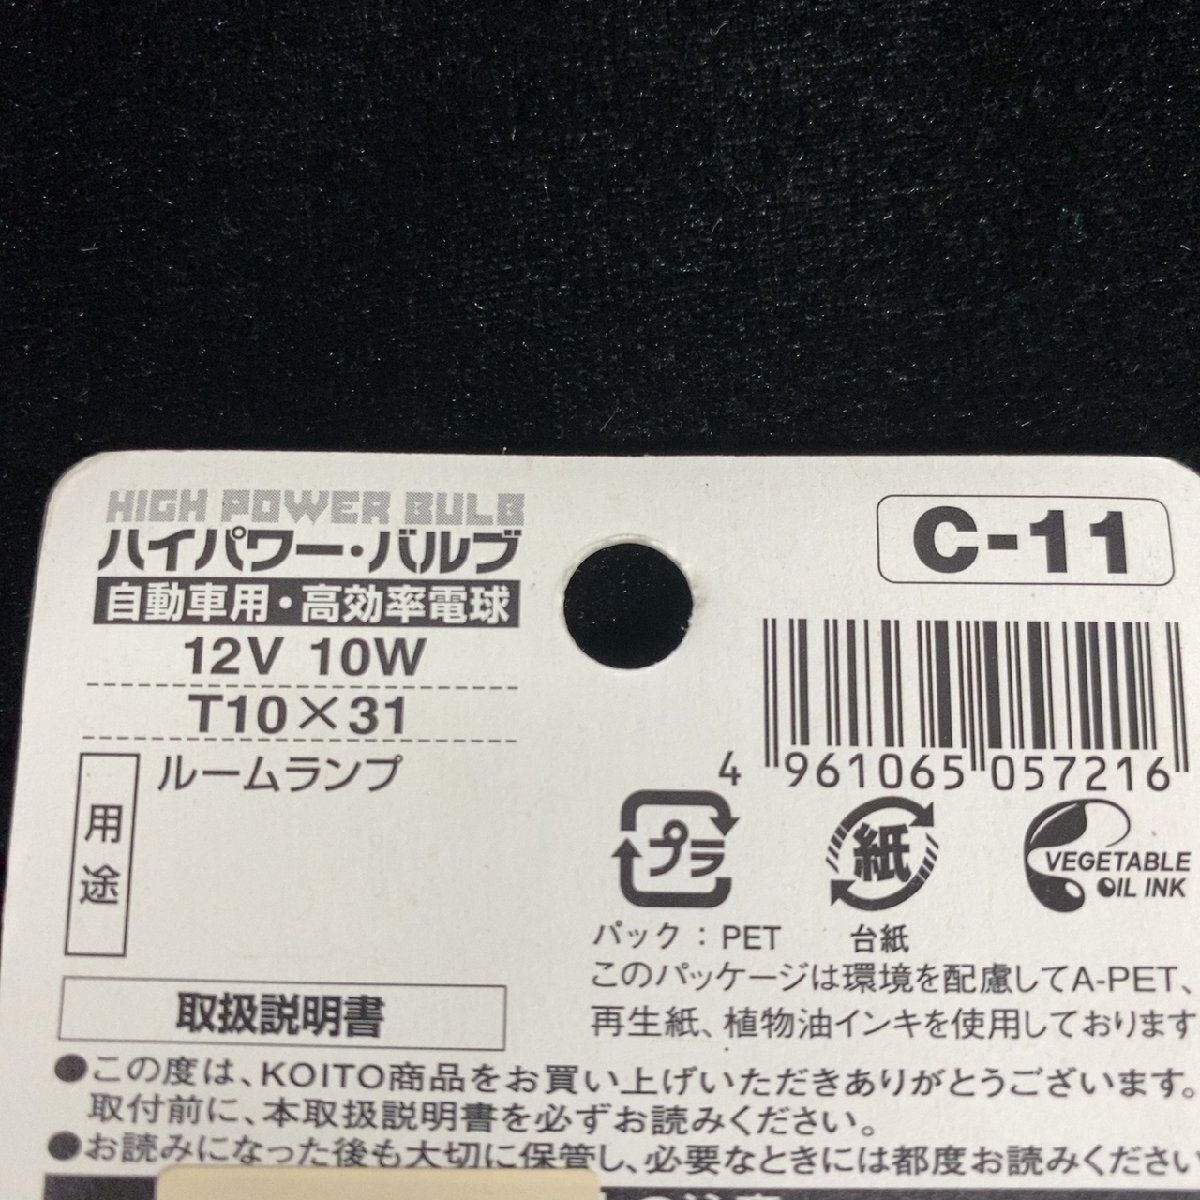 HIGH POWER BULB
ハイパワー・バルブ
自動車用・高効率電球
12V 10W
T10×31
用途
ルームランプ
C-11
4 961065 057216
プラ
紙
VEGETABLE
OIL INK
パック：PET
台紙
このパッケージは環境を配慮してA-PET、
再生紙、植物油インキを使用しております
取扱説明書
●この度は、KOITO商品をお買い上げいただきありがとうございます。
取付前に、本取扱説明書を必ずお読みください。
●お読みになった後も大切に保管し、必要なときには都度お読みください